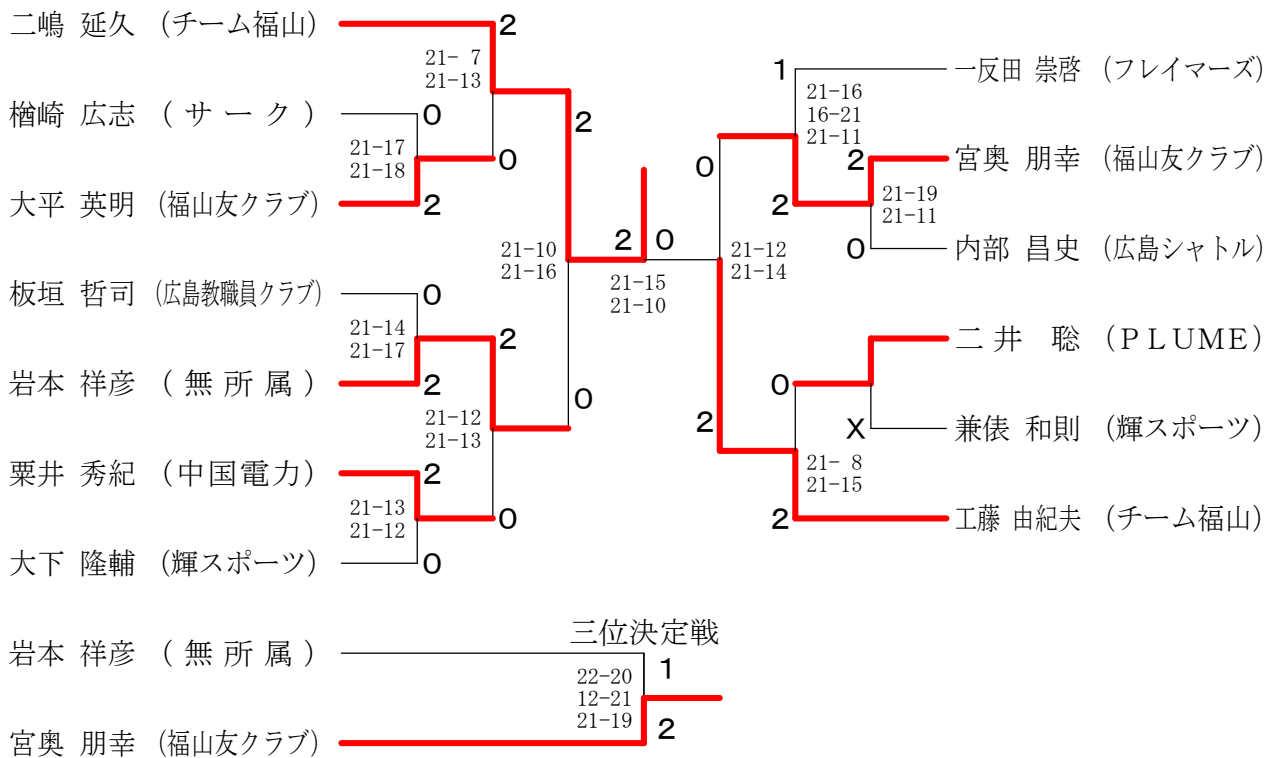 二嶋 延久 (チーム福山)
2
21- 7
21-13
楢崎 広志 ( サ ー ク )
0
21-17
21-18
0
大平 英明 (福山友クラブ)
2
2
21-10
21-16
板垣 哲司 (広島教職員クラブ)
0
21-14
21-17
2
岩本 祥彦 ( 無 所 属 )
2
21-12
21-13
0
粟井 秀紀 (中国電力)
2
21-13
21-12
0
大下 隆輔 (輝スポーツ)
0
2 0
21-15
21-10
1
一反田 崇啓 (フレイマーズ)
21-16
16-21
21-11
0
2
宮奥 朋幸 (福山友クラブ)
2
21-19
21-11
0
内部 昌史 (広島シャトル)
21-12
21-14
二 井 聡 (PLUME)
0
X
兼俵 和則 (輝スポーツ)
2
21- 8
21-15
2
工藤 由紀夫 (チーム福山)
三位決定戦
岩本 祥彦 ( 無 所 属 )
1
22-20
12-21
21-19
2
宮奥 朋幸 (福山友クラブ)